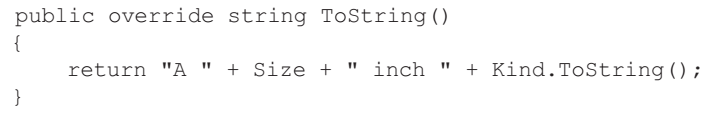 public override string ToString()
{
    return "A " + Size + " inch " + Kind.ToString();
}